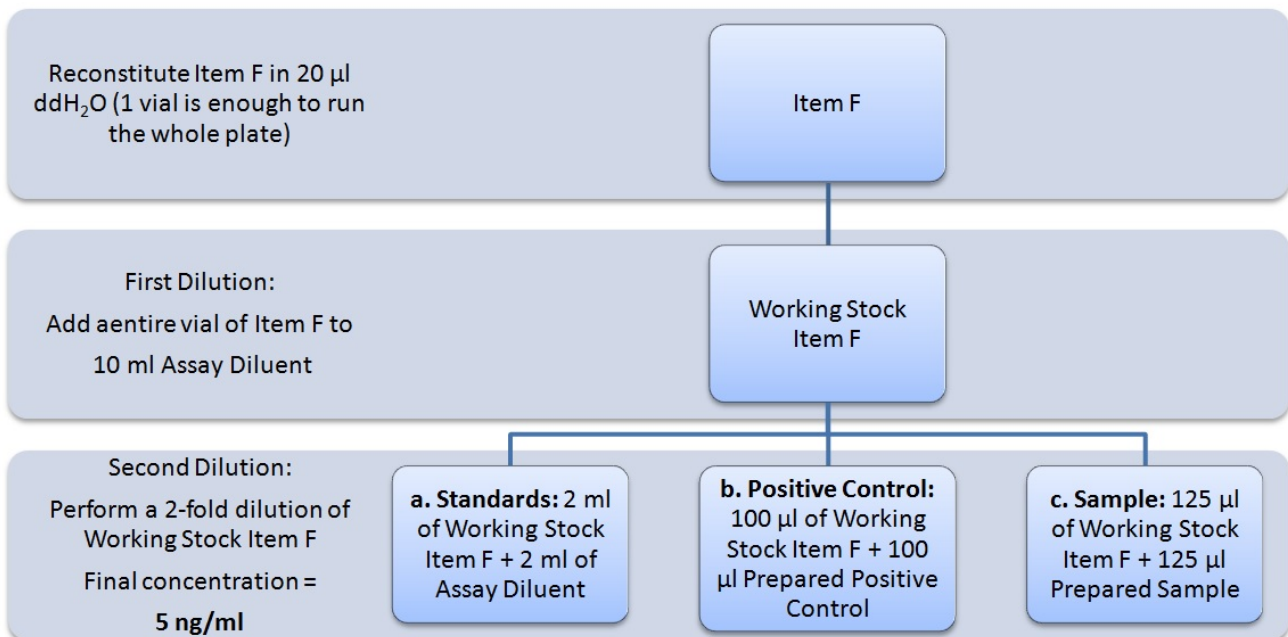 Reconstitute Item F in 20 µl
ddH₂O (1 vial is enough to run
the whole plate)
Item F
First Dilution:
Add aentire vial of Item F to
10 ml Assay Diluent
Working Stock
Item F
Second Dilution:
Perform a 2-fold dilution of
Working Stock Item F
Final concentration =
5 ng/ml
a. Standards: 2 ml
of Working Stock
Item F + 2 ml of
Assay Diluent
b. Positive Control:
100 µl of Working
Stock Item F + 100
µl Prepared Positive
Control
c. Sample: 125 µl
of Working Stock
Item F + 125 µl
Prepared Sample